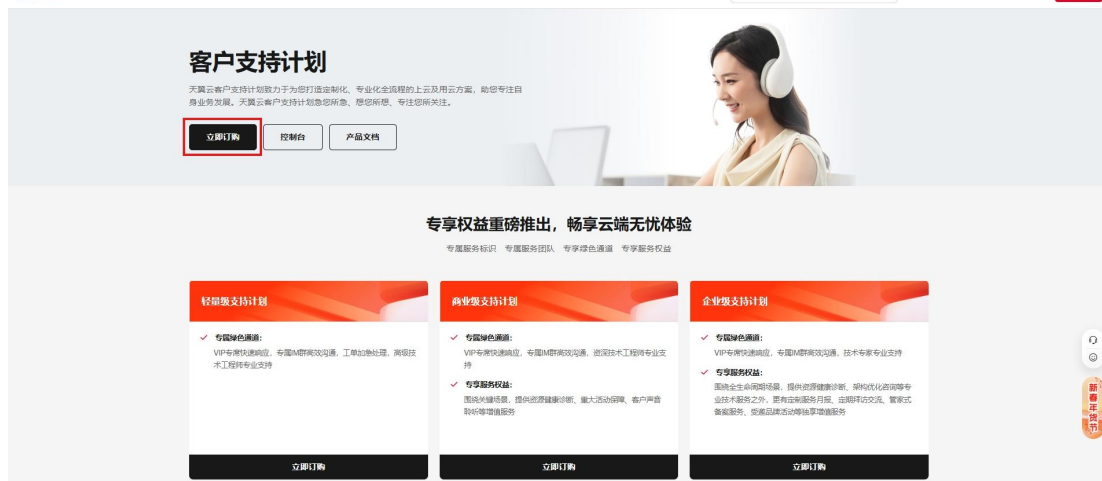 客户支持计划
天翼云客户支持计划致力于为您打造定制化、专业化全流程的上云及用云方案，助您专注自
身业务发展。天翼云客户支持计划急您所急、想您所想、专注您所关注。
立即订购
控制台
产品文档
专享权益重磅推出，畅享云端无忧体验
专属服务标识 专属服务团队 专享绿色通道 专享服务权益
轻量级支持计划
专属绿色通道：
VIP专席快速响应，专属IM群高效沟通，工单加急处理，高级技
术工程师专业支持
立即订购
商业级支持计划
专属绿色通道：
VIP专席快速响应，专属IM群高效沟通，资深技术工程师专业支
持
专享服务权益：
围绕关键场景，提供资源健康诊断、重大活动保障、客户声音
聆听等增值服务
立即订购
企业级支持计划
专属绿色通道：
VIP专席快速响应，专属IM群高效沟通，技术专家专业支持
专享服务权益：
围绕全生命周期场景，提供资源健康诊断、架构优化咨询等专
业技术服务之外，更有定制服务月报、定期拜访交流、管家式
备案服务、受邀品牌活动等独享增值服务
立即订购
新春年货节